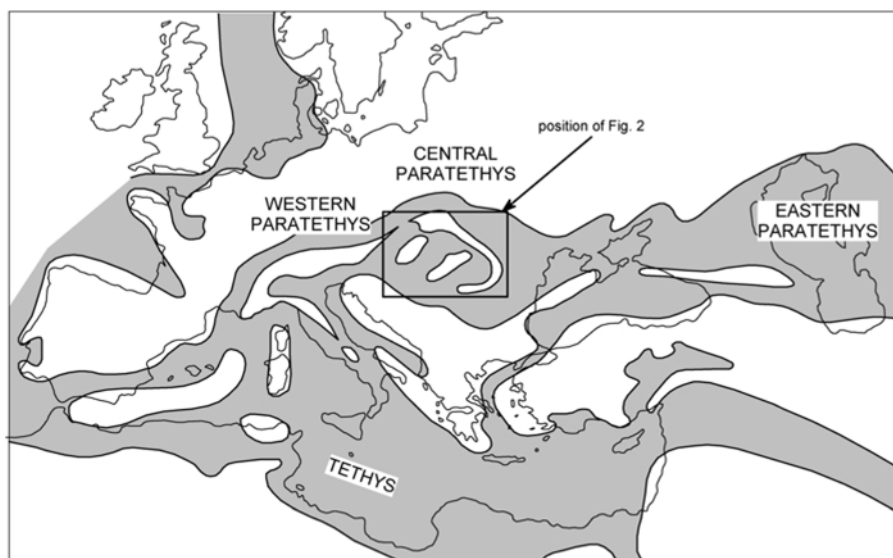 position of Fig. 2
CENTRAL
PARATETHYS
WESTERN
PARATETHYS
EASTERN
PARATETHYS
TETHYS